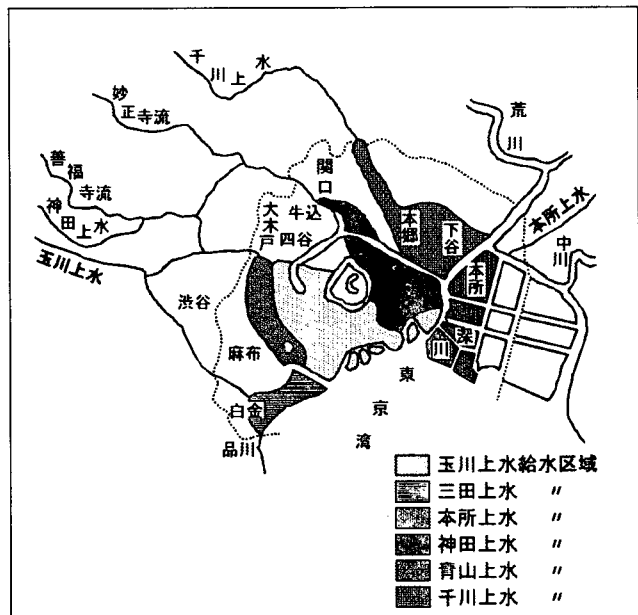 千川上水
妙正寺流
善福寺流
神田上水
玉川上水
荒川
本所上水
中川
関口
牛込
大木戸
四谷
本郷
下谷
本所
深川
渋谷
麻布
白金
品川
東京湾
玉川上水給水区域
三田上水 〃
本所上水 〃
神田上水 〃
青山上水 〃
千川上水 〃